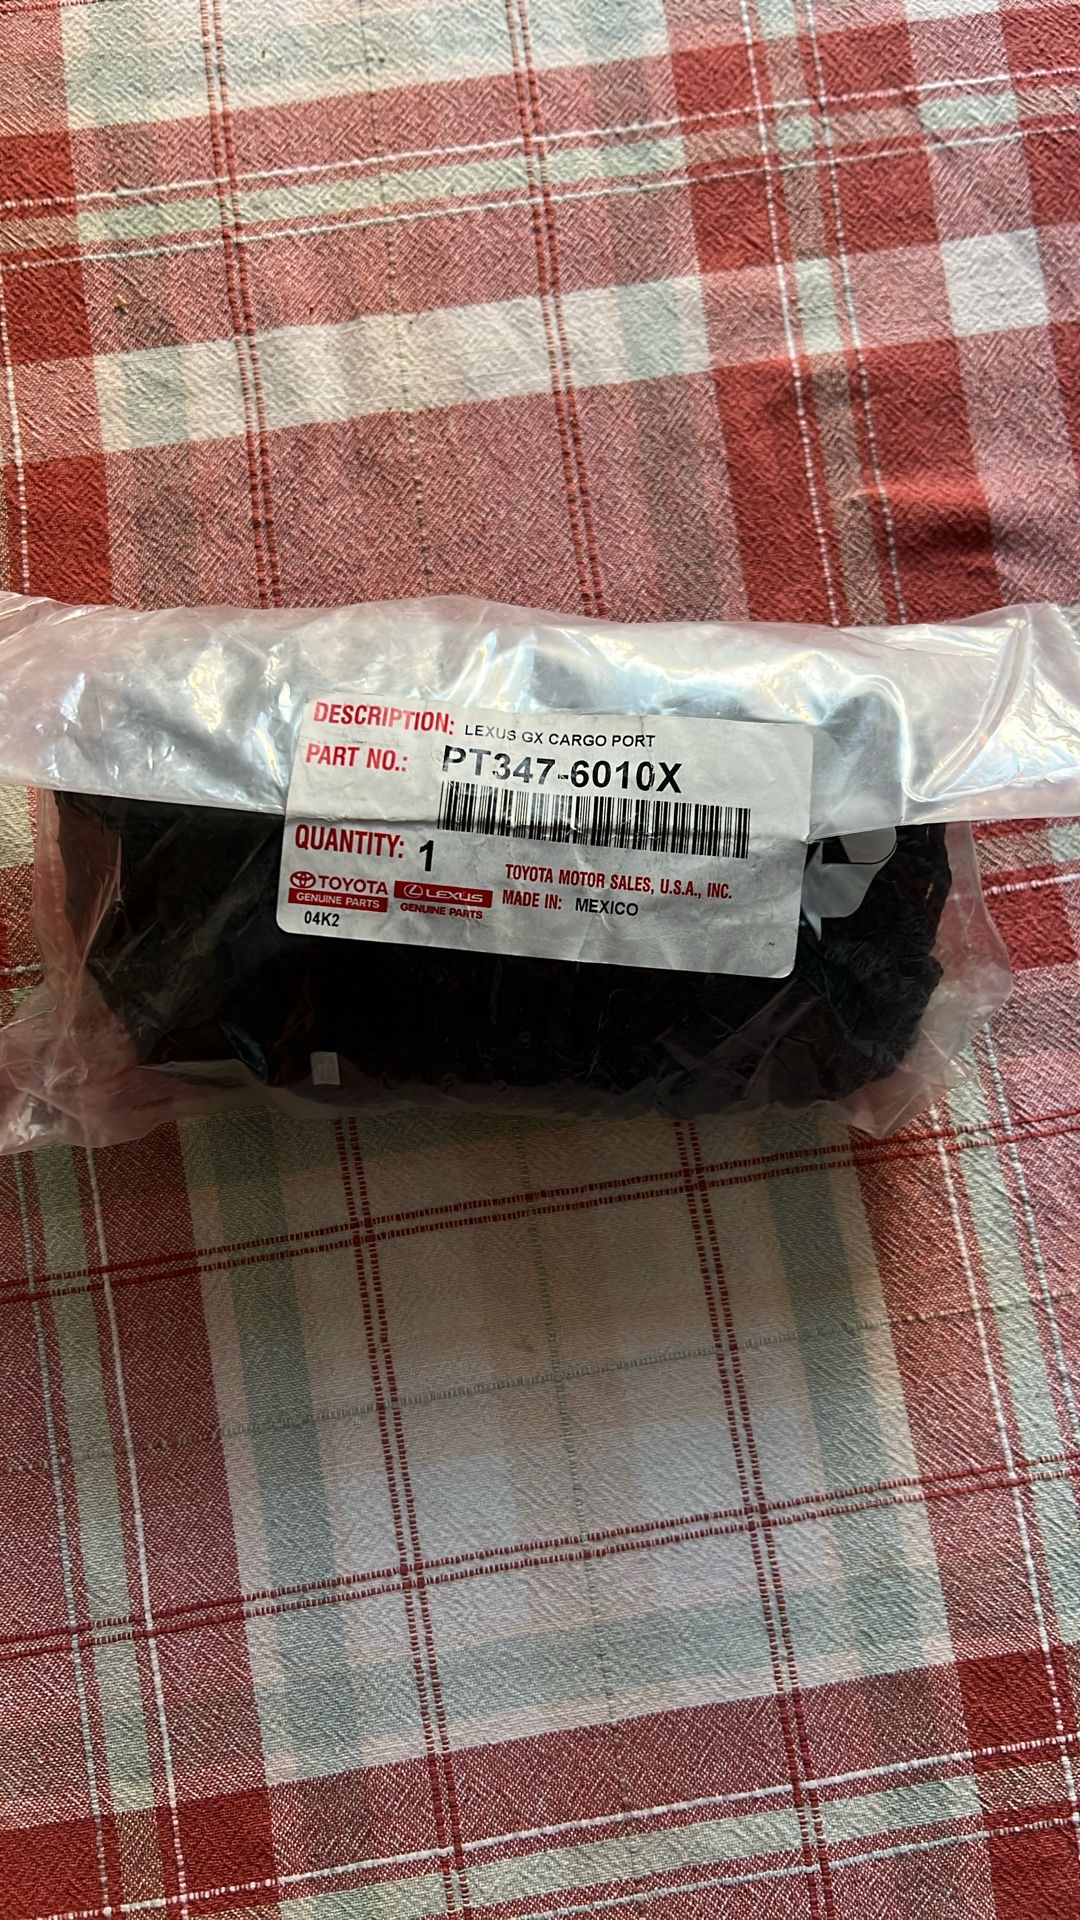 DESCRIPTION: LEXUS GX CARGO PORT
PART NO.: PT347-6010X
QUANTITY: 1
TOYOTA
GENUINE PARTS
LEXUS
GENUINE PARTS
TOYOTA MOTOR SALES, U.S.A., INC.
MADE IN: MEXICO
04K2